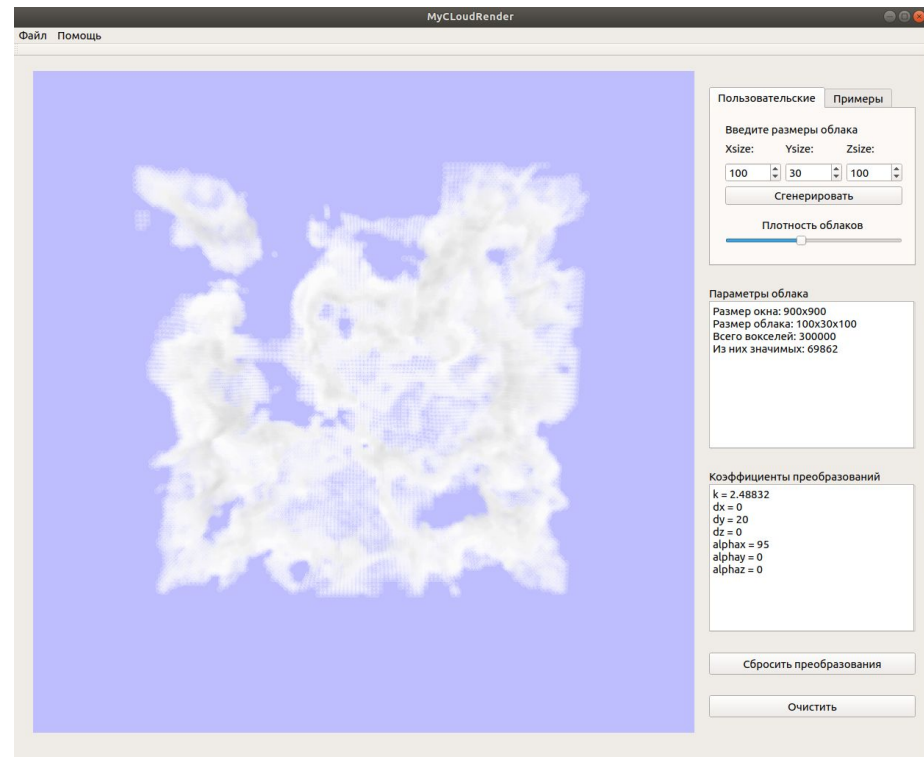 MyCLoudRender
Файл Помощь
Пользовательские Примеры
Введите размеры облака
Xsize: Ysize: Zsize:
100 30 100
Сгенерировать
Плотность облаков
Параметры облака
Размер окна: 900x900
Размер облака: 100x30x100
Всего вокселей: 300000
Из них значимых: 69862
Коэффициенты преобразований
k = 2.48832
dx = 0
dy = 20
dz = 0
alphax = 95
alphay = 0
alphaz = 0
Сбросить преобразования
Очистить